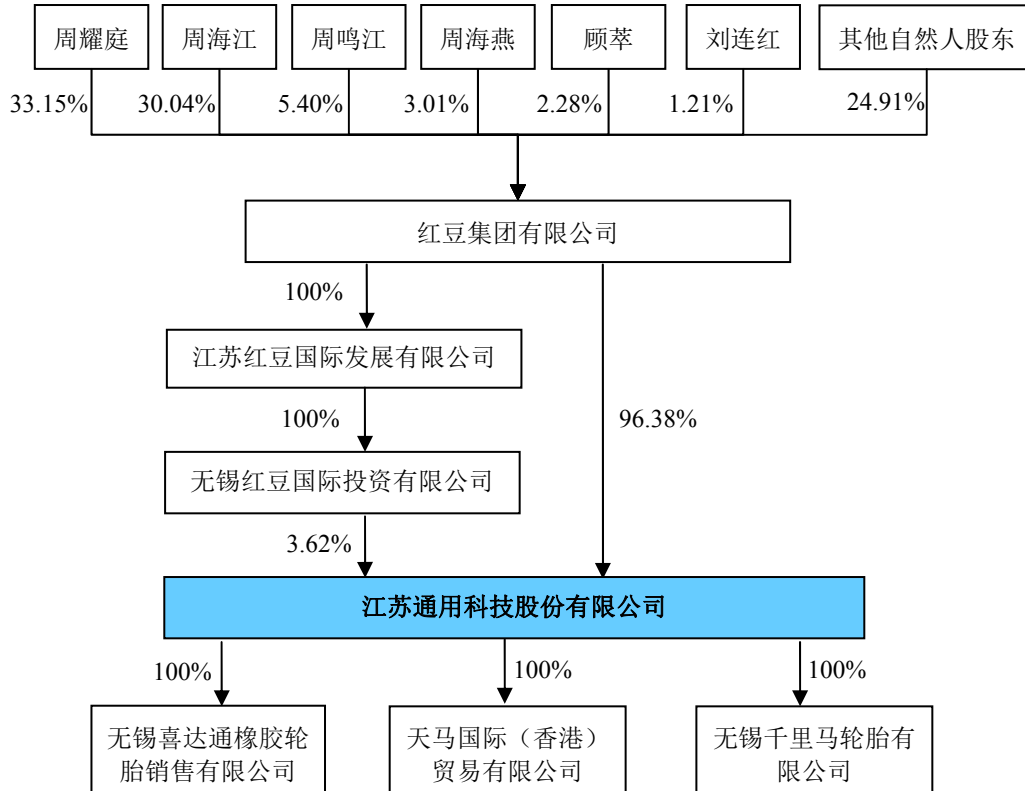 周耀庭
周海江
周鸣江
周海燕
顾萃
刘连红
其他自然人股东
33.15%
30.04%
5.40%
3.01%
2.28%
1.21%
24.91%
红豆集团有限公司
100%
江苏红豆国际发展有限公司
100%
96.38%
无锡红豆国际投资有限公司
3.62%
江苏通用科技股份有限公司
100%
100%
100%
无锡喜达通橡胶轮
胎销售有限公司
天马国际（香港）
贸易有限公司
无锡千里马轮胎有
限公司